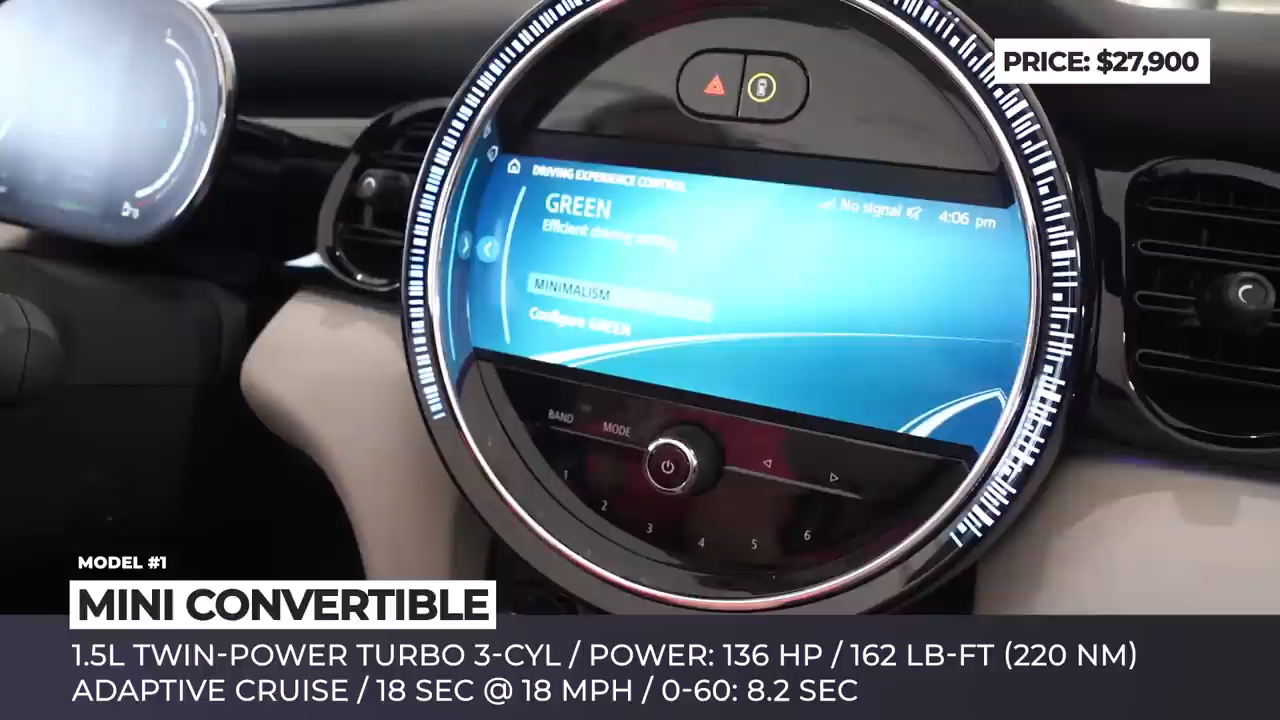 PRICE: $27,900
DRIVING EXPERIENCE CONTROL
GREEN
No signal 4:06 pm
Efficient driving
MINIMALISM
Configure GREEN
BAND MODE
1 2 3 4 5 6
MODEL #1
MINI CONVERTIBLE
1.5L TWIN-POWER TURBO 3-CYL / POWER: 136 HP / 162 LB-FT (220 NM)
ADAPTIVE CRUISE / 18 SEC @ 18 MPH / 0-60: 8.2 SEC